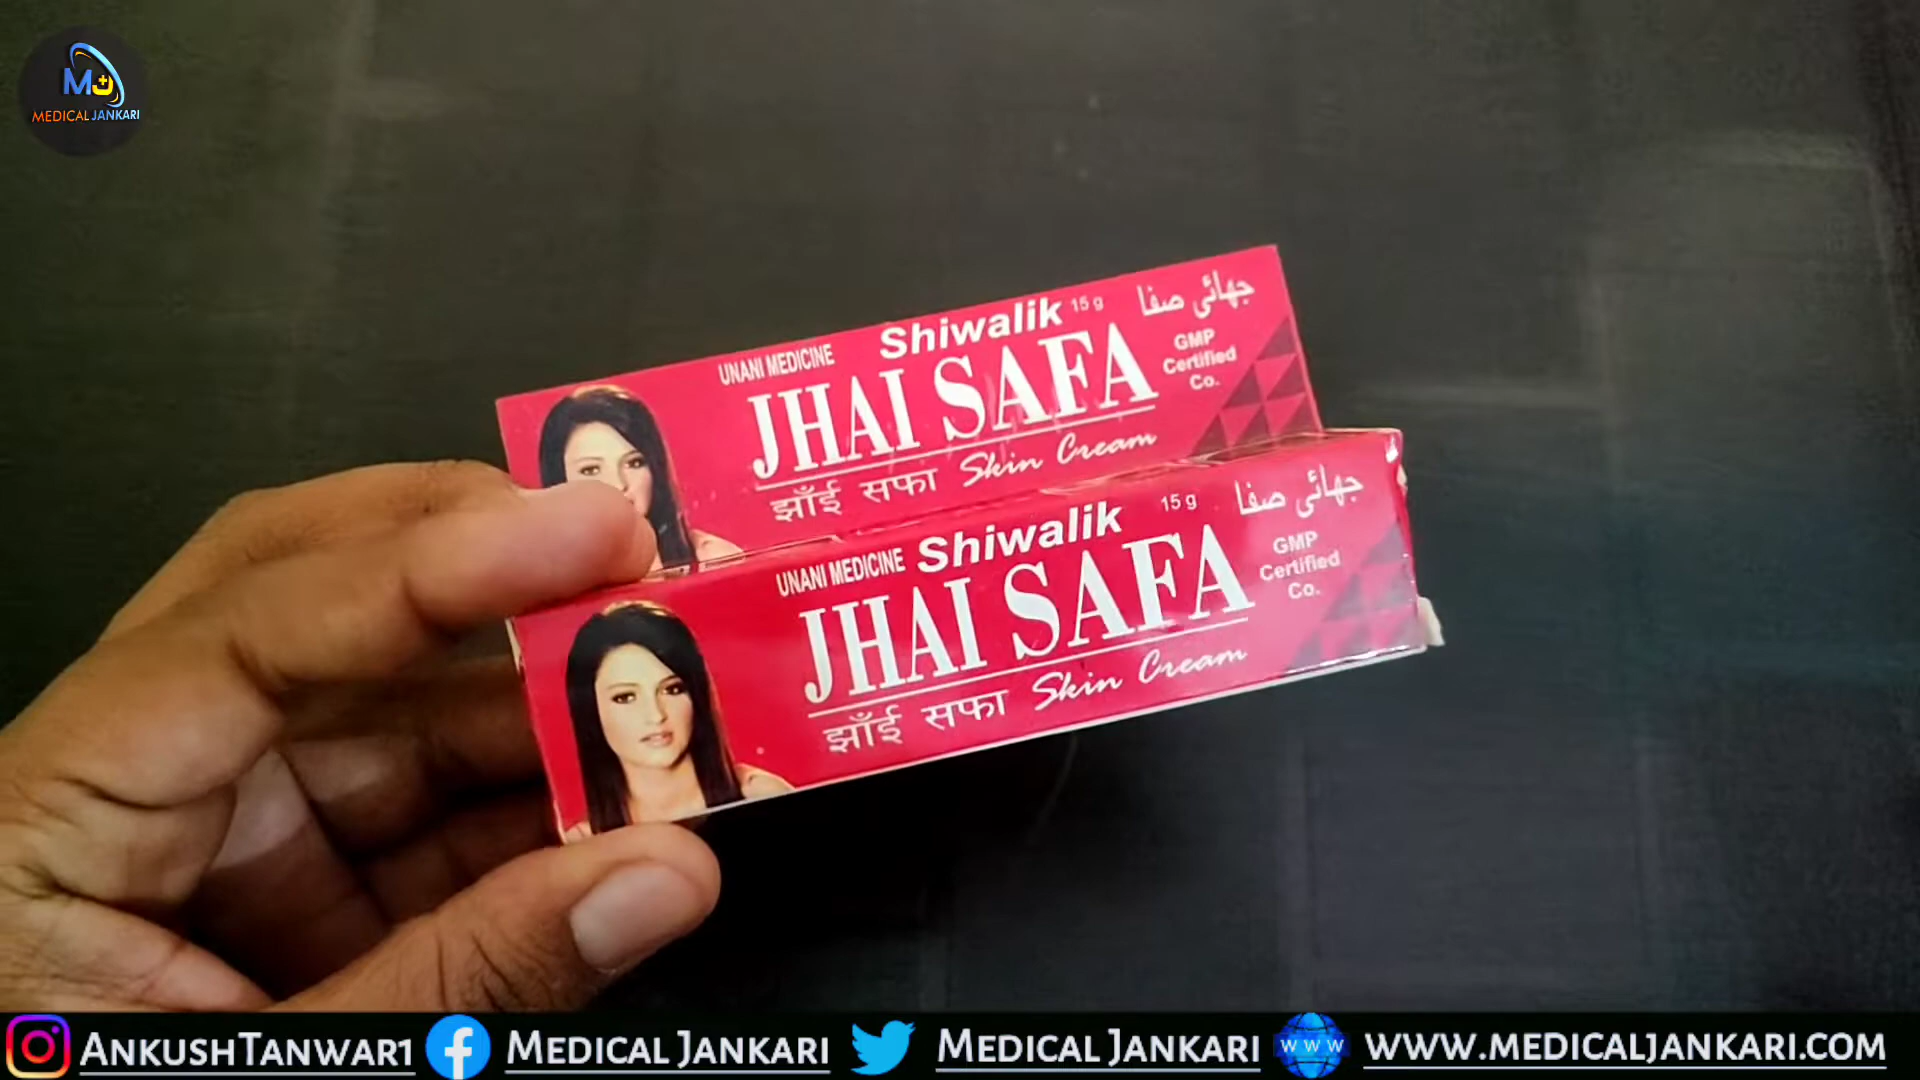 MJ
MEDICAL JANKARI
UNANI MEDICINE
Shiwalik
15 g
جھائی صفا
JHAI SAFA
GMP
Certified
Co.
झाँई सफा Skin Cream
UNANI MEDICINE
Shiwalik
15 g
جھائی صفا
JHAI SAFA
GMP
Certified
Co.
झाँई सफा Skin Cream
ANKUSHTANWAR1
MEDICAL JANKARI
MEDICAL JANKARI
WWW
WWW.MEDICALJANKARI.COM